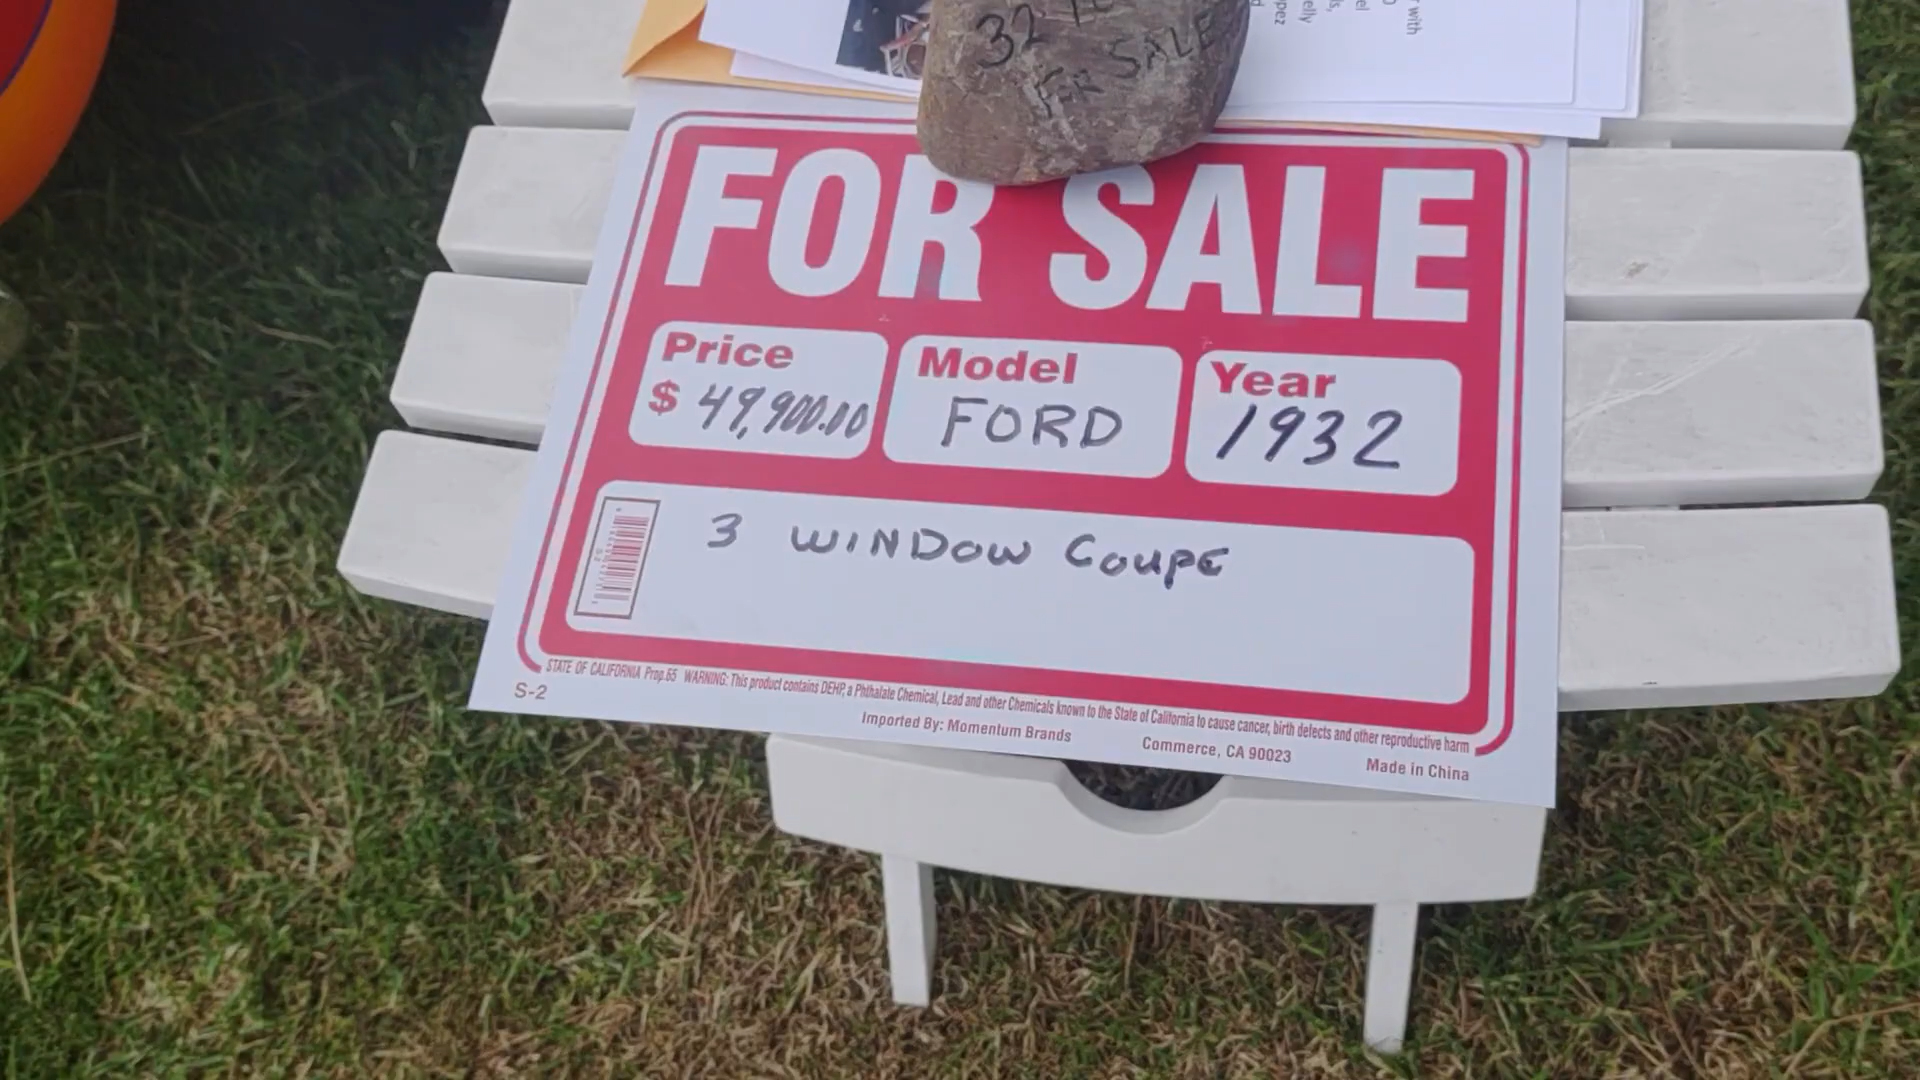 32
FOR SALE
with
FOR SALE
Price
$ 49,900.00
Model
FORD
Year
1932
3 WINDOW COUPE
STATE OF CALIFORNIA Prop.65 WARNING: This product contains DEHP, a Phthalate Chemical, Lead and other Chemicals known to the State of California to cause cancer, birth defects and other reproductive harm
S-2
Imported By: Momentum Brands
Commerce, CA 90023
Made in China